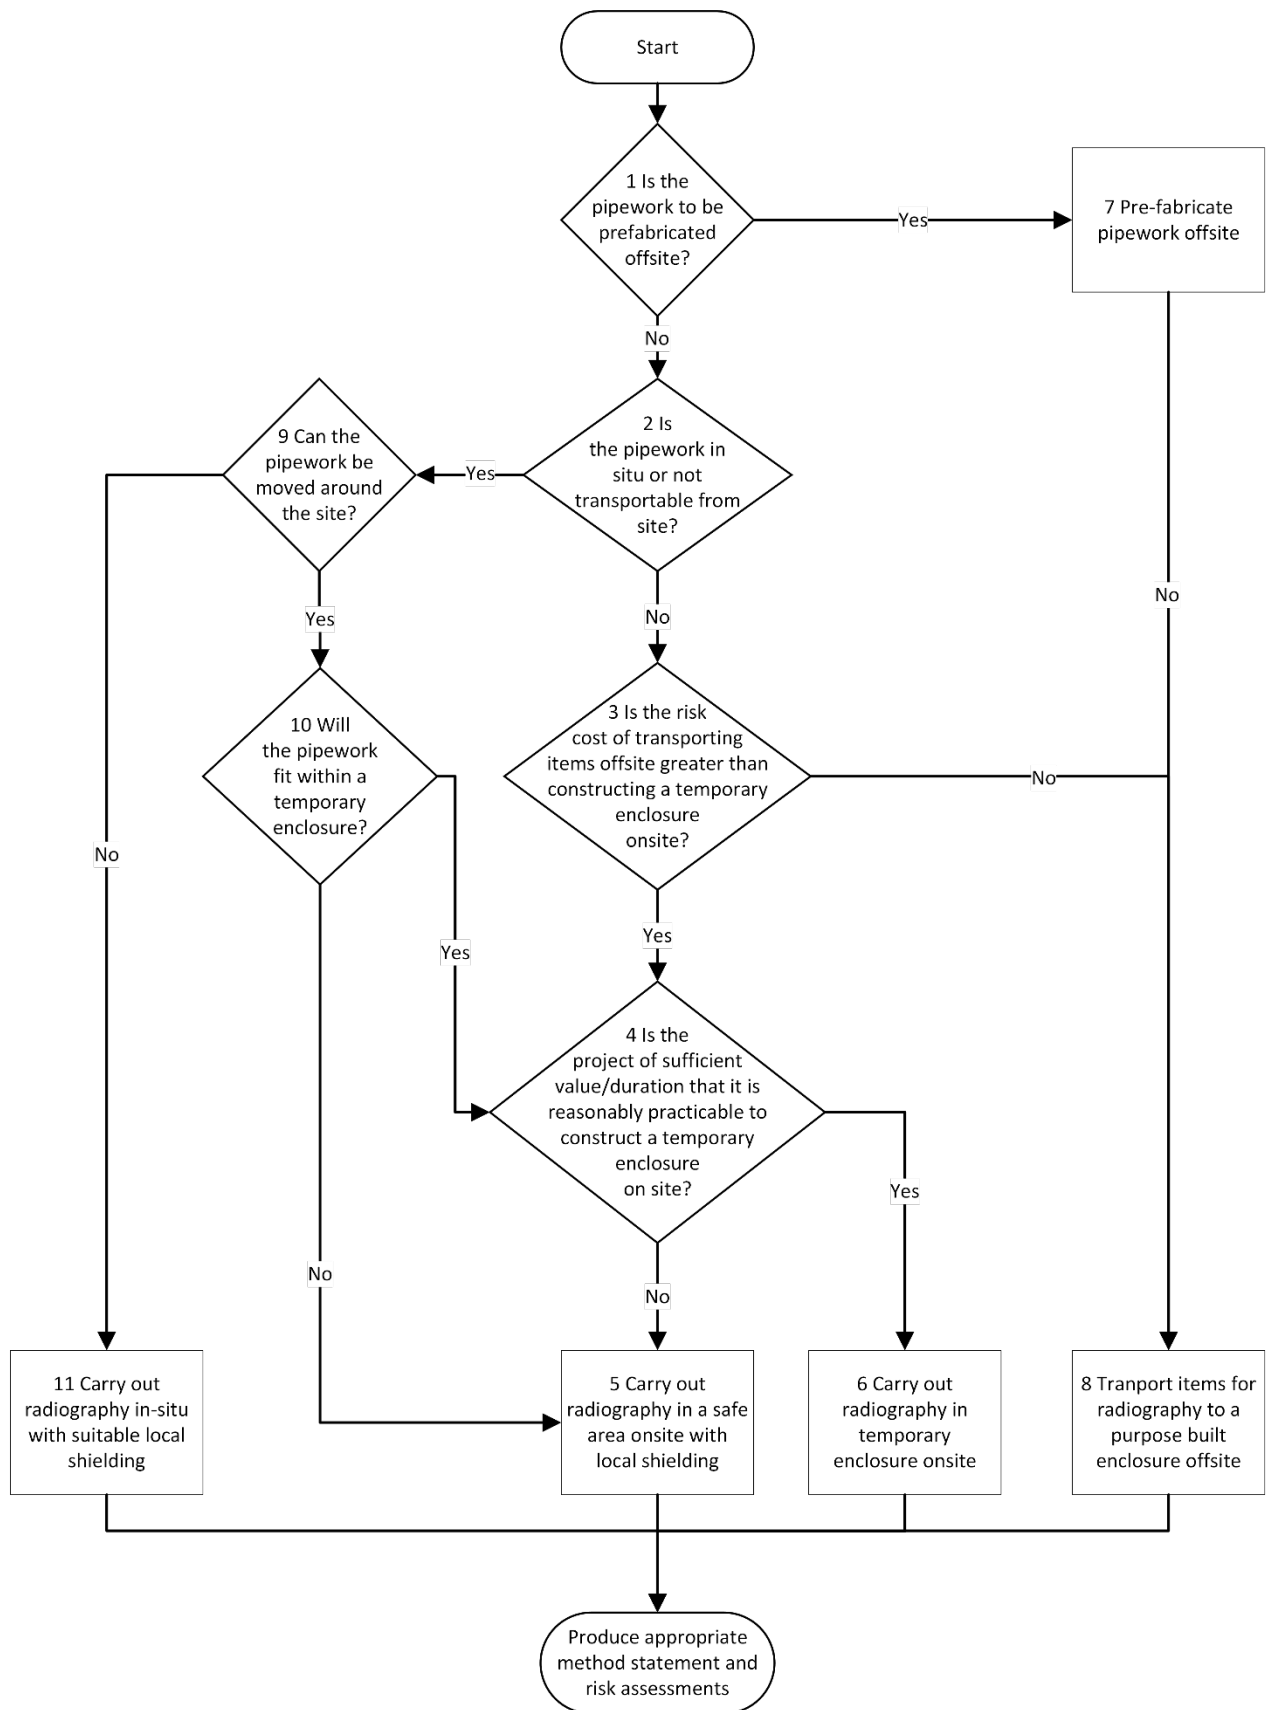 Start
1 Is the
pipework to be
prefabricated
offsite?
Yes
7 Pre-fabricate
pipework offsite
No
2 Is
the pipework in
situ or not
transportable from
site?
Yes
9 Can the
pipework be
moved around
the site?
No
Yes
No
No
10 Will
the pipework
fit within a
temporary
enclosure?
3 Is the risk
cost of transporting
items offsite greater than
constructing a temporary
enclosure
onsite?
No
Yes
Yes
No
4 Is the
project of sufficient
value/duration that it is
reasonably practicable to
construct a temporary
enclosure
on site?
Yes
No
No
11 Carry out
radiography in-situ
with suitable local
shielding
5 Carry out
radiography in a safe
area onsite with
local shielding
6 Carry out
radiography in
temporary
enclosure onsite
8 Tranport items for
radiography to a
purpose built
enclosure offsite
Produce appropriate
method statement and
risk assessments